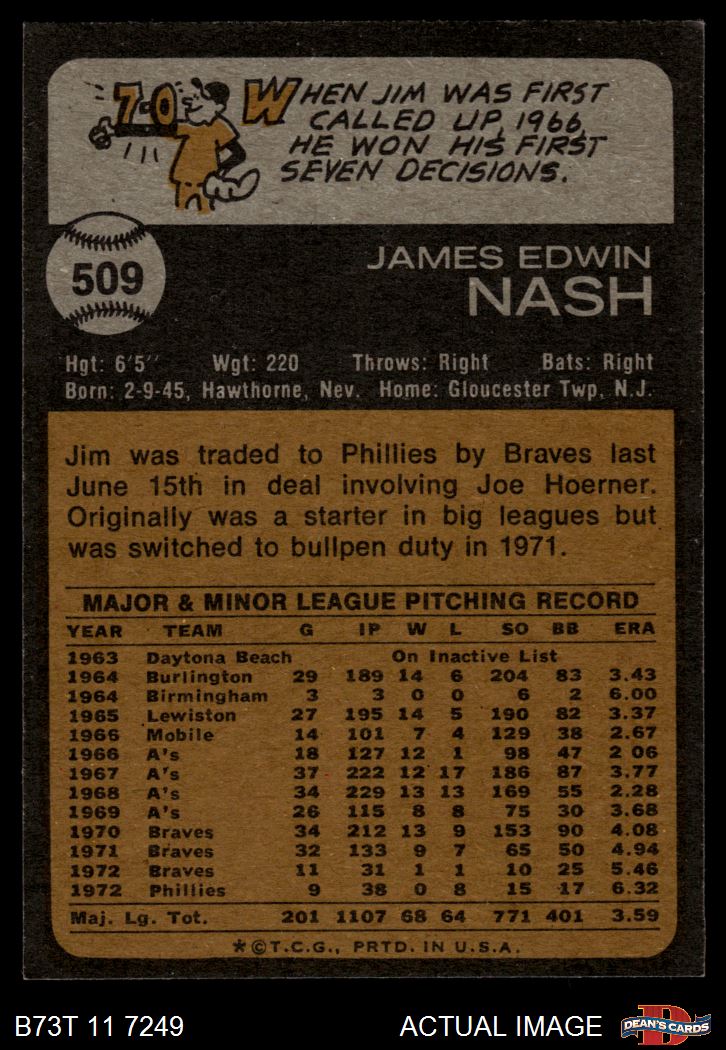 7-0
WHEN JIM WAS FIRST
CALLED UP, 1966,
HE WON HIS FIRST
SEVEN DECISIONS.
509
JAMES EDWIN
NASH
Hgt: 6'5" Wgt: 220 Throws: Right Bats: Right
Born: 2-9-45, Hawthorne, Nev. Home: Gloucester Twp, N.J.
Jim was traded to Phillies by Braves last
June 15th in deal involving Joe Hoerner.
Originally was a starter in big leagues but
was switched to bullpen duty in 1971.
MAJOR & MINOR LEAGUE PITCHING RECORD
YEAR TEAM G IP W L SO BB ERA
1963 Daytona Beach On Inactive List
1964 Burlington 29 189 14 6 204 83 3.43
1964 Birmingham 3 3 0 0 6 2 6.00
1965 Lewiston 27 195 14 5 190 82 3.37
1966 Mobile 14 101 7 4 129 38 2.67
1966 A's 18 127 12 1 98 47 2 06
1967 A's 37 222 12 17 186 87 3.77
1968 A's 34 229 13 13 169 55 2.28
1969 A's 26 115 8 8 75 30 3.68
1970 Braves 34 212 13 9 153 90 4.08
1971 Braves 32 133 9 7 65 50 4.94
1972 Braves 11 31 1 1 10 25 5.46
1972 Phillies 9 38 0 8 15 17 6.32
Maj. Lg. Tot. 201 1107 68 64 771 401 3.59
*©T.C.G., PRTD. IN U.S.A.
B73T 11 7249 ACTUAL IMAGE
D
DEAN'S CARDS